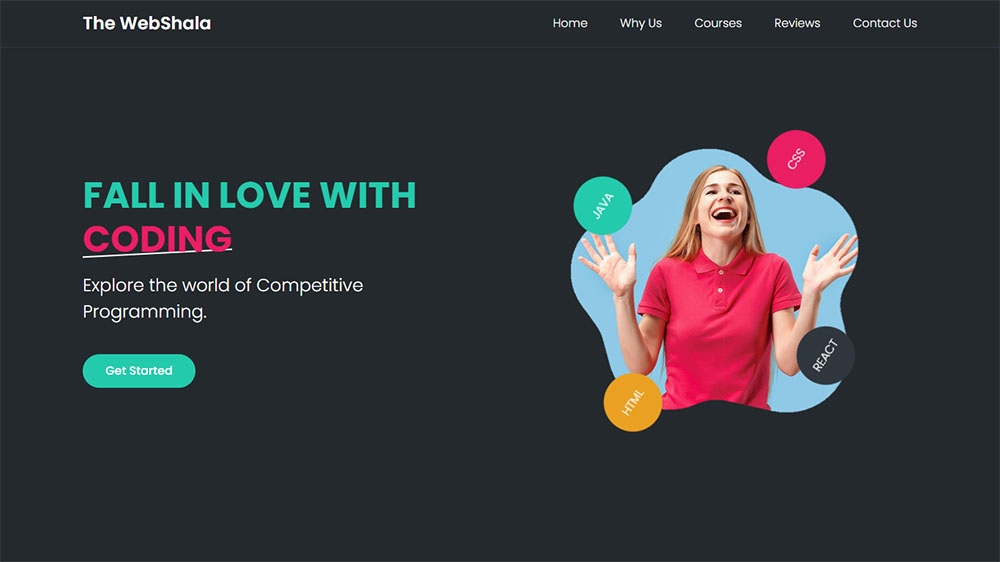 The WebShala
Home
Why Us
Courses
Reviews
Contact Us
FALL IN LOVE WITH
CODING
Explore the world of Competitive
Programming.
Get Started
CSS
JAVA
REACT
HTML